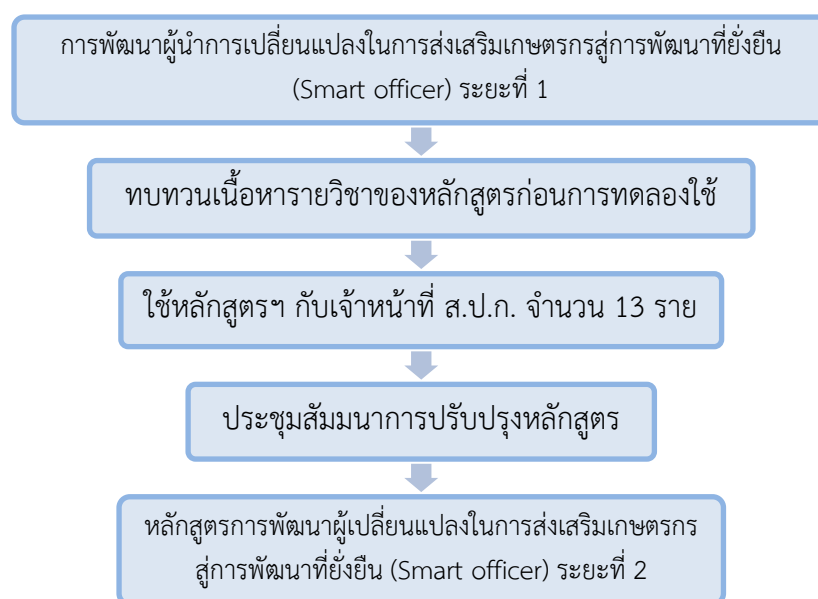 การพัฒนาผู้นำการเปลี่ยนแปลงในการส่งเสริมเกษตรกรสู่การพัฒนาที่ยั่งยืน
(Smart officer) ระยะที่ 1
ทบทวนเนื้อหารายวิชาของหลักสูตรก่อนการทดลองใช้
ใช้หลักสูตรฯ กับเจ้าหน้าที่ ส.ป.ก. จำนวน 13 ราย
ประชุมสัมมนาการปรับปรุงหลักสูตร
หลักสูตรการพัฒนาผู้เปลี่ยนแปลงในการส่งเสริมเกษตรกร
สู่การพัฒนาที่ยั่งยืน (Smart officer) ระยะที่ 2